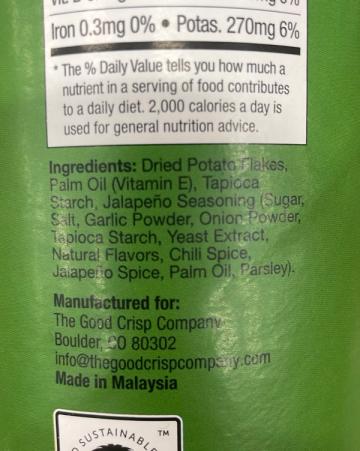 Iron 0.3mg 0% • Potas. 270mg 6%
* The % Daily Value tells you how much a
nutrient in a serving of food contributes
to a daily diet. 2,000 calories a day is
used for general nutrition advice.
Ingredients: Dried Potato Flakes,
Palm Oil (Vitamin E), Tapioca
Starch, Jalapeño Seasoning (Sugar,
Salt, Garlic Powder, Onion Powder,
Tapioca Starch, Yeast Extract,
Natural Flavors, Chili Spice,
Jalapeño Spice, Palm Oil, Parsley).
Manufactured for:
The Good Crisp Company
Boulder, CO 80302
info@thegoodcrispcompany.com
Made in Malaysia
SUSTAINABLE
TM